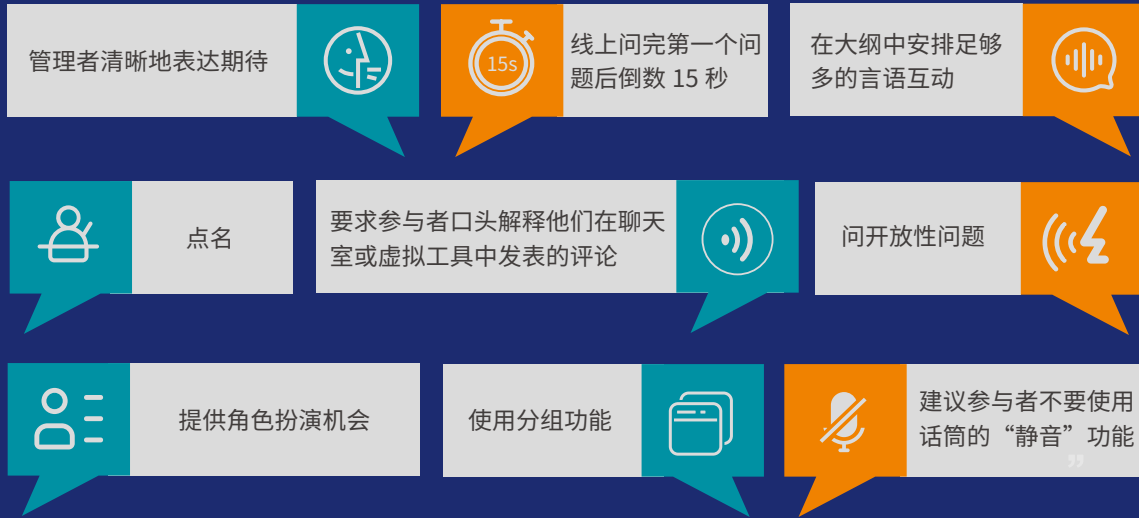 管理者清晰地表达期待
15s
线上问完第一个问
题后倒数 15 秒
在大纲中安排足够
多的言语互动
点名
要求参与者口头解释他们在聊天
室或虚拟工具中发表的评论
问开放性问题
提供角色扮演机会
使用分组功能
建议参与者不要使用
话筒的“静音”功能
”